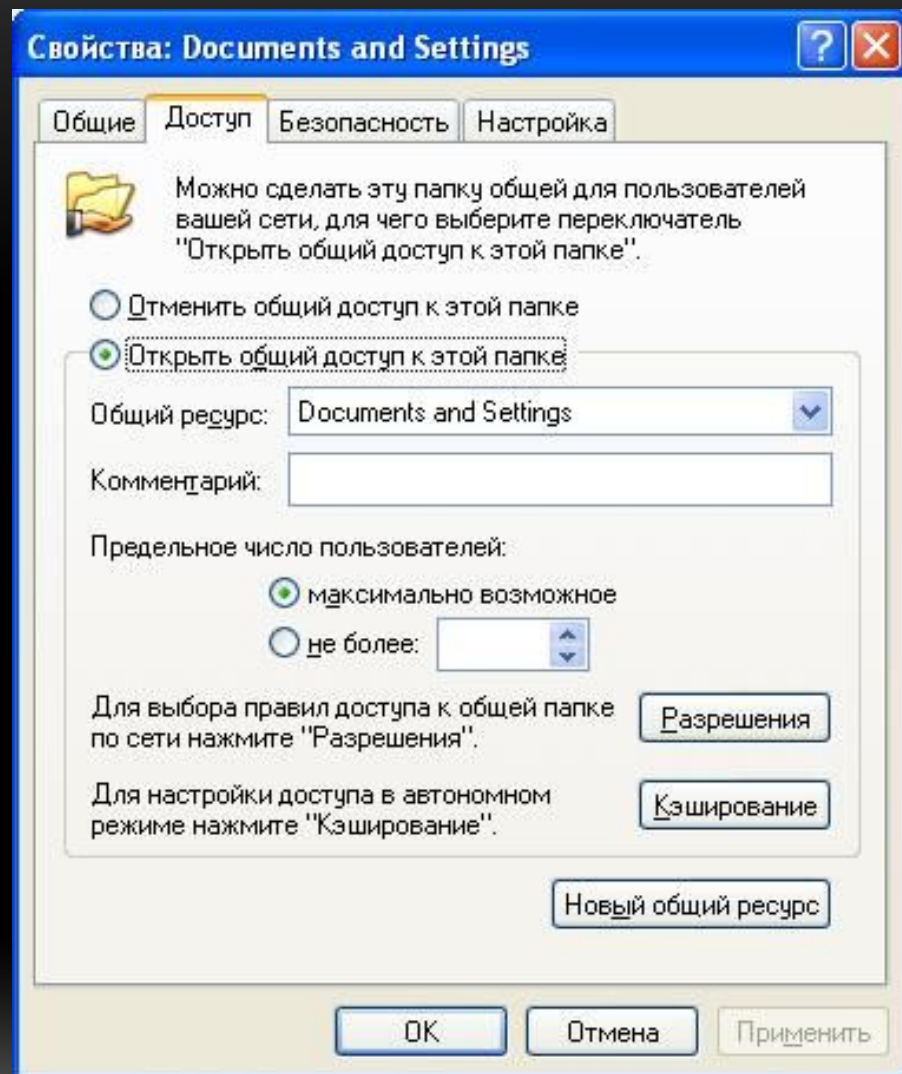 Свойства: Documents and Settings
Общие Доступ Безопасность Настройка
Можно сделать эту папку общей для пользователей
вашей сети, для чего выберите переключатель
"Открыть общий доступ к этой папке".
Отменить общий доступ к этой папке
Открыть общий доступ к этой папке
Общий ресурс: Documents and Settings
Комментарий:
Предельное число пользователей:
максимально возможное
не более:
Для выбора правил доступа к общей папке
по сети нажмите "Разрешения".
Разрешения
Для настройки доступа в автономном
режиме нажмите "Кэширование".
Кэширование
Новый общий ресурс
ОК Отмена Применить